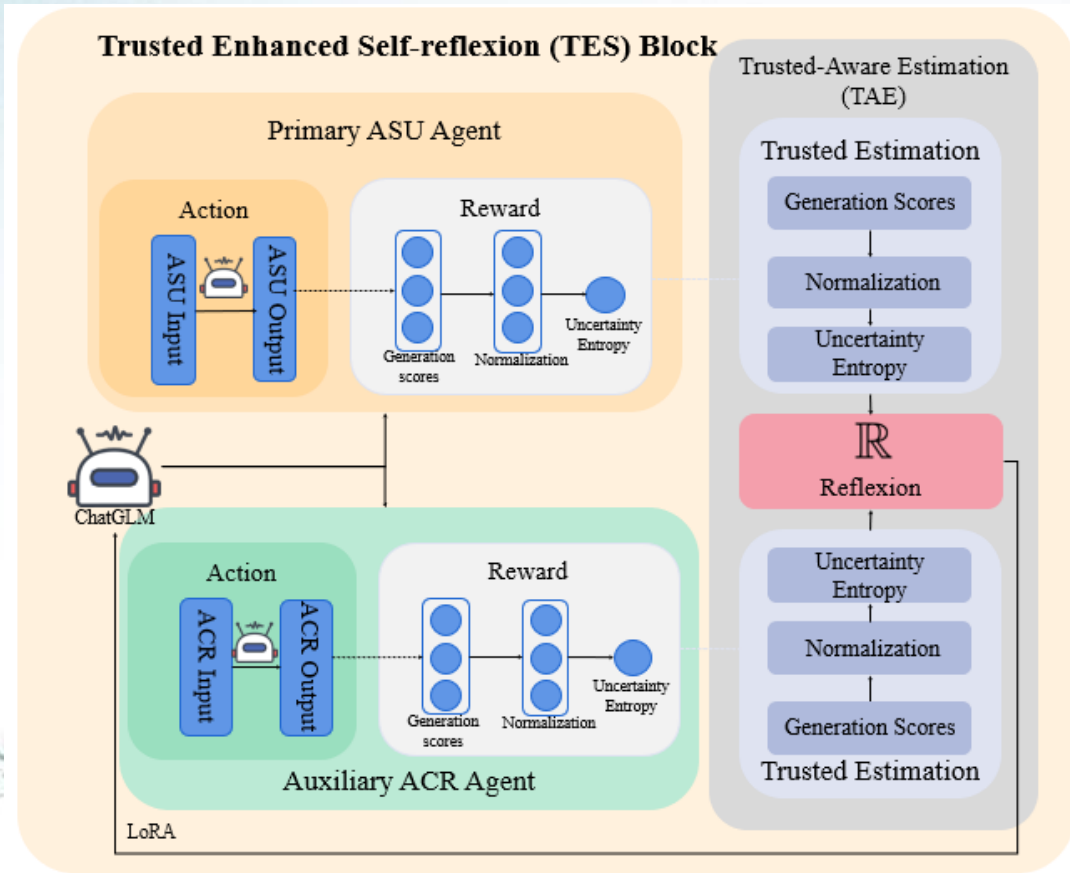 Trusted Enhanced Self-reflexion (TES) Block
Trusted-Aware Estimation
(TAE)
Primary ASU Agent
Action
ASU Input
ASU Output
Reward
Generation
scores
Normalization
Uncertainty
Entropy
Trusted Estimation
Generation Scores
Normalization
Uncertainty
Entropy
ℝ
Reflexion
ChatGLM
Action
ACR Input
ACR Output
Reward
Generation
scores
Normalization
Uncertainty
Entropy
Auxiliary ACR Agent
Uncertainty
Entropy
Normalization
Generation Scores
Trusted Estimation
LoRA